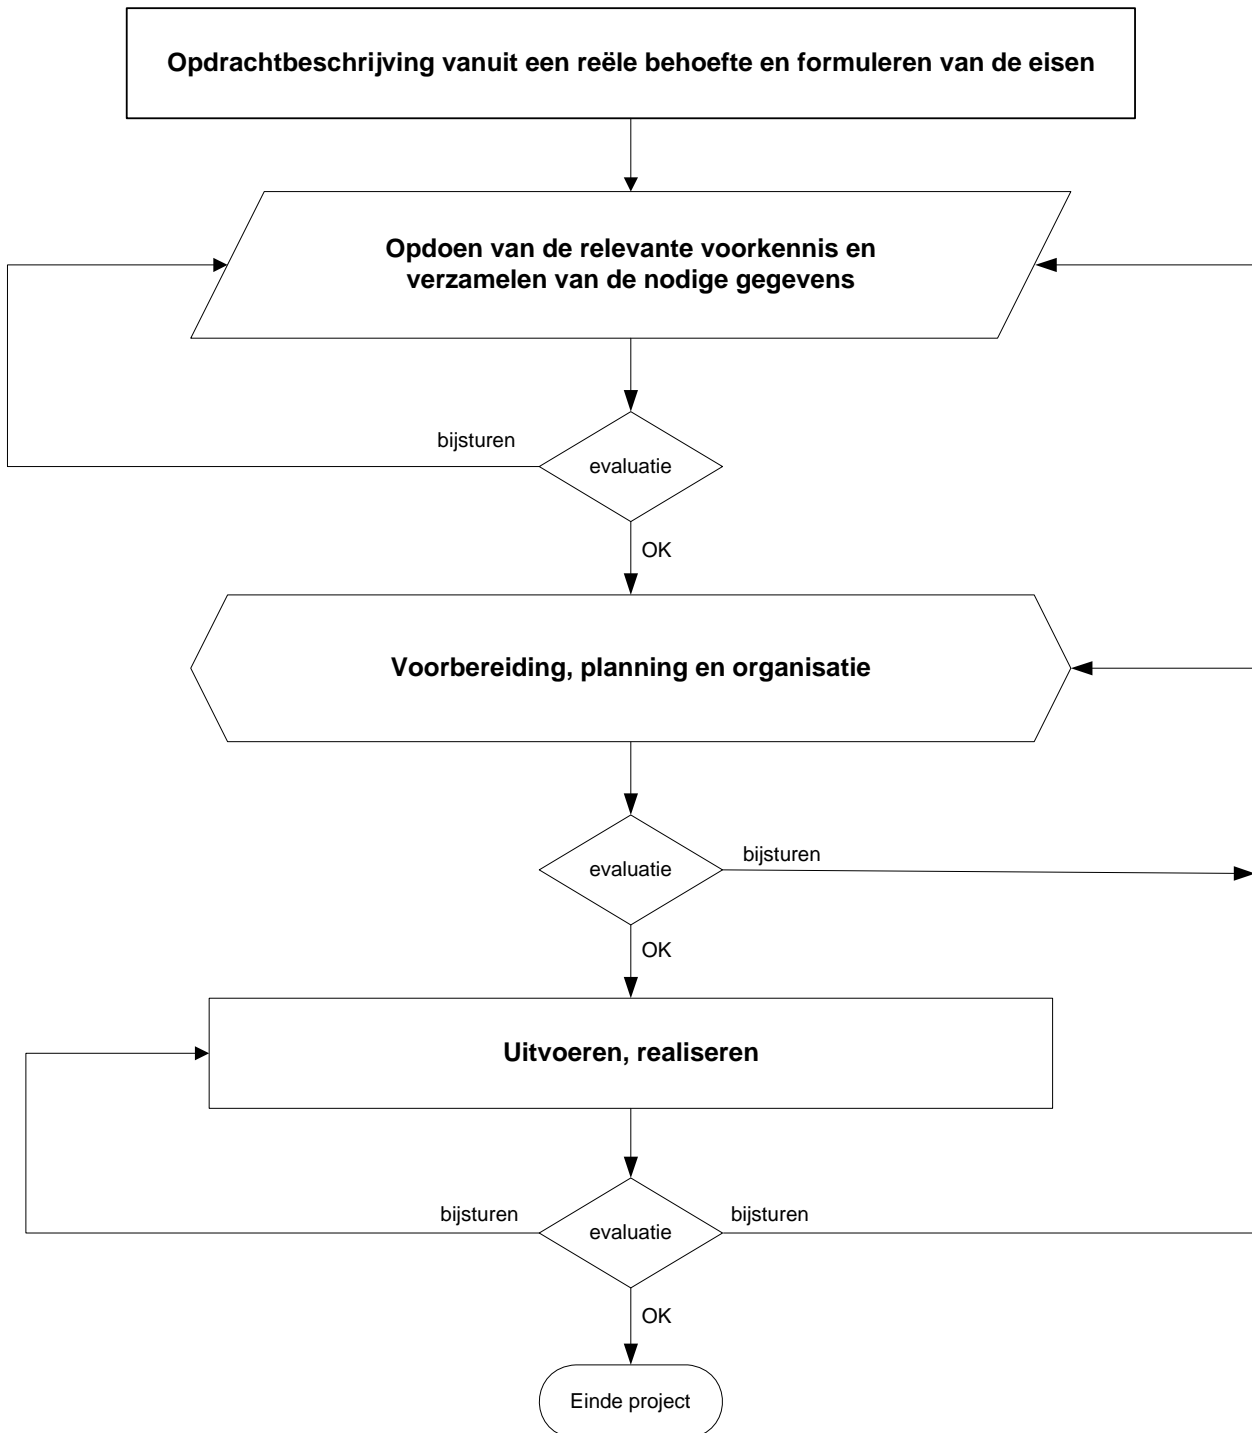 Opdrachtbeschrijving vanuit een reële behoefte en formuleren van de eisen
Opdoen van de relevante voorkennis en
verzamelen van de nodige gegevens
bijsturen
evaluatie
OK
Voorbereiding, planning en organisatie
evaluatie
bijsturen
OK
Uitvoeren, realiseren
bijsturen
evaluatie
bijsturen
OK
Einde project